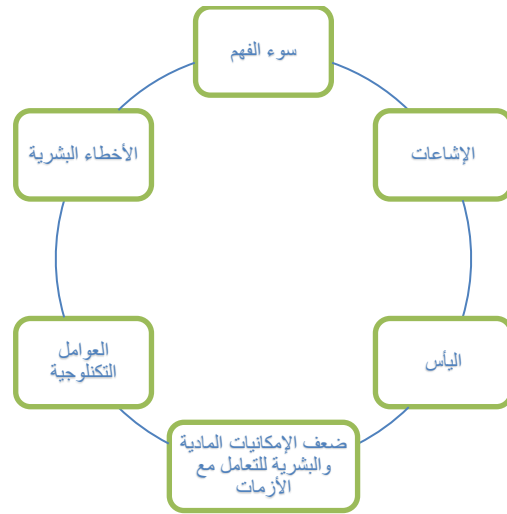 سوء الفهم
الإشاعات
اليأس
ضعف الإمكانيات المادية
والبشرية للتعامل مع
الأزمات
العوامل
التكنلوجية
الأخطاء البشرية